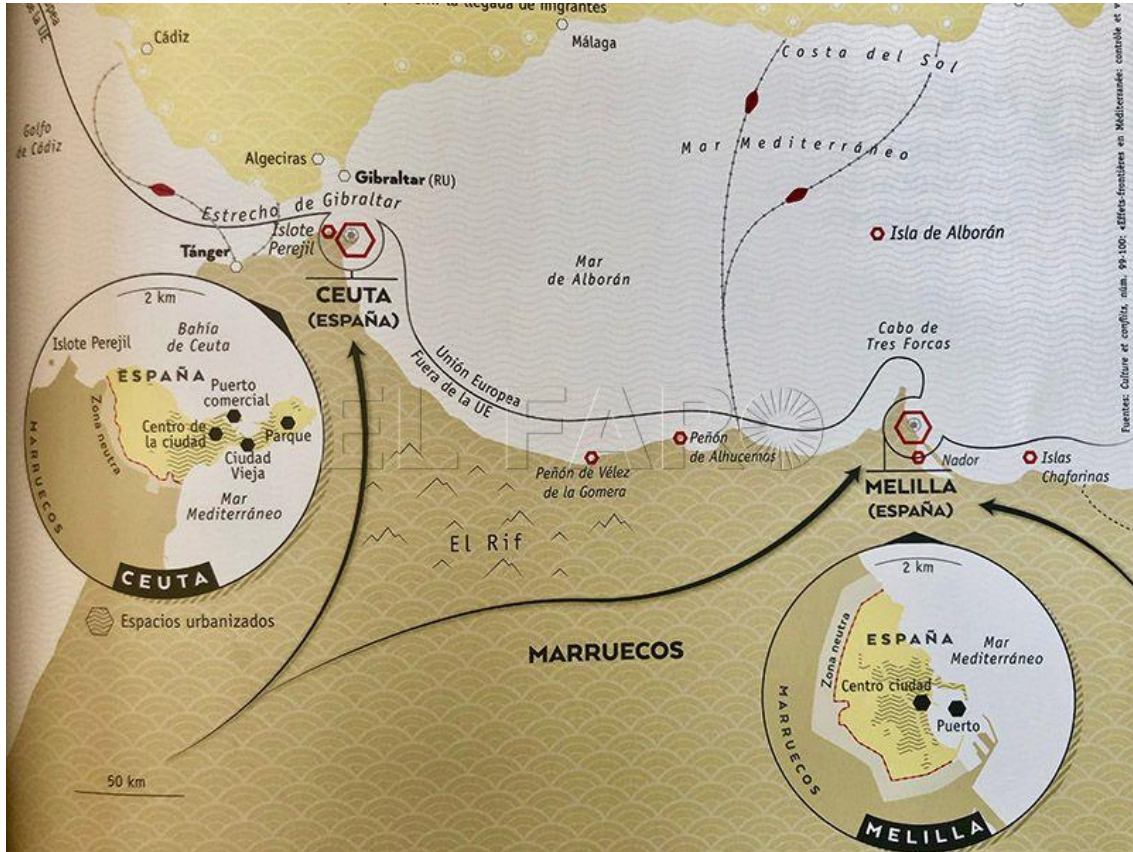 la llegada de migrantes
de la UE
Cádiz
Málaga
Costa del Sol
Golfo
de Cádiz
Mar Mediterráneo
Algeciras
Gibraltar (RU)
Estrecho de Gibraltar
Islote
Perejil
Isla de Alborán
Tánger
Mar
de Alborán
CEUTA
(ESPAÑA)
Cabo de
Tres Forcas
Unión Europea
Fuera de la UE
EL FARO
Peñón
de Alhucemas
Peñón de Vélez
de la Gomera
Nador
Islas
Chafarinas
MELILLA
(ESPAÑA)
El Rif
MARRUECOS
50 km
2 km
Islote Perejil
Bahía
de Ceuta
ESPAÑA
Puerto
comercial
Zona neutra
Centro de
la ciudad
Parque
Ciudad
Vieja
MARRUECOS
Mar
Mediterráneo
CEUTA
Espacios urbanizados
2 km
ESPAÑA
Zona neutra
Mar
Mediterráneo
Centro ciudad
Puerto
MARRUECOS
MELILLA
Fuentes: Culture et conflits, núm. 99-100: «Effets-frontières en Méditerranée: contrôle et